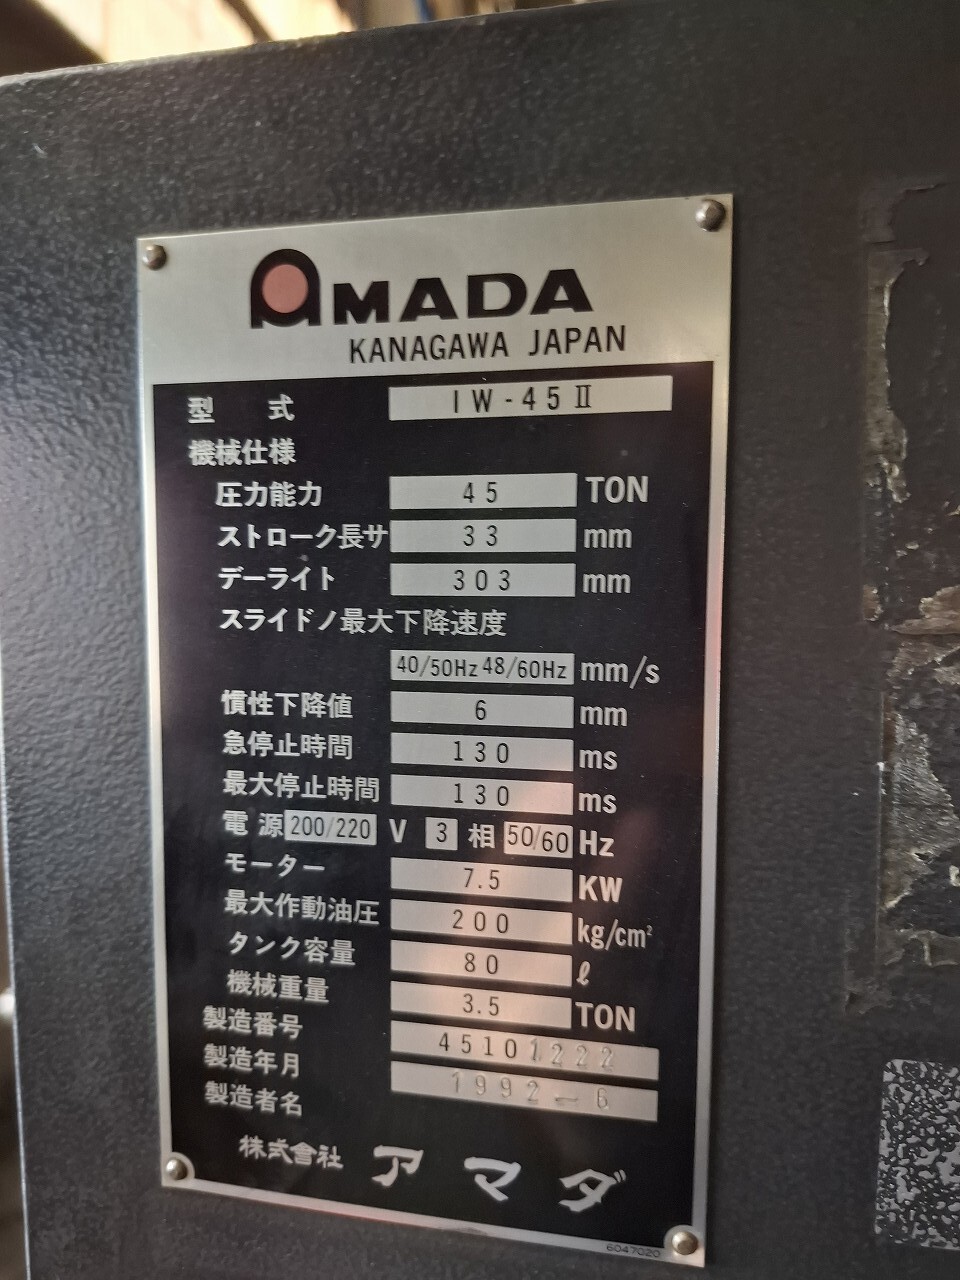 AMADA
KANAGAWA JAPAN
型 式 IW-45Ⅱ
機械仕様
圧力能力 45 TON
ストローク長サ 33 mm
デーライト 303 mm
スライドノ最大下降速度
40/50Hz 48/60Hz mm/s
慣性下降値 6 mm
急停止時間 130 ms
最大停止時間 130 ms
電源 200/220 V 3 相 50/60 Hz
モーター 7.5 KW
最大作動油圧 200 kg/cm²
タンク容量 80 ℓ
機械重量 3.5 TON
製造番号 45101222
製造年月 1992-6
製造者名
株式會社 アマダ
6047020